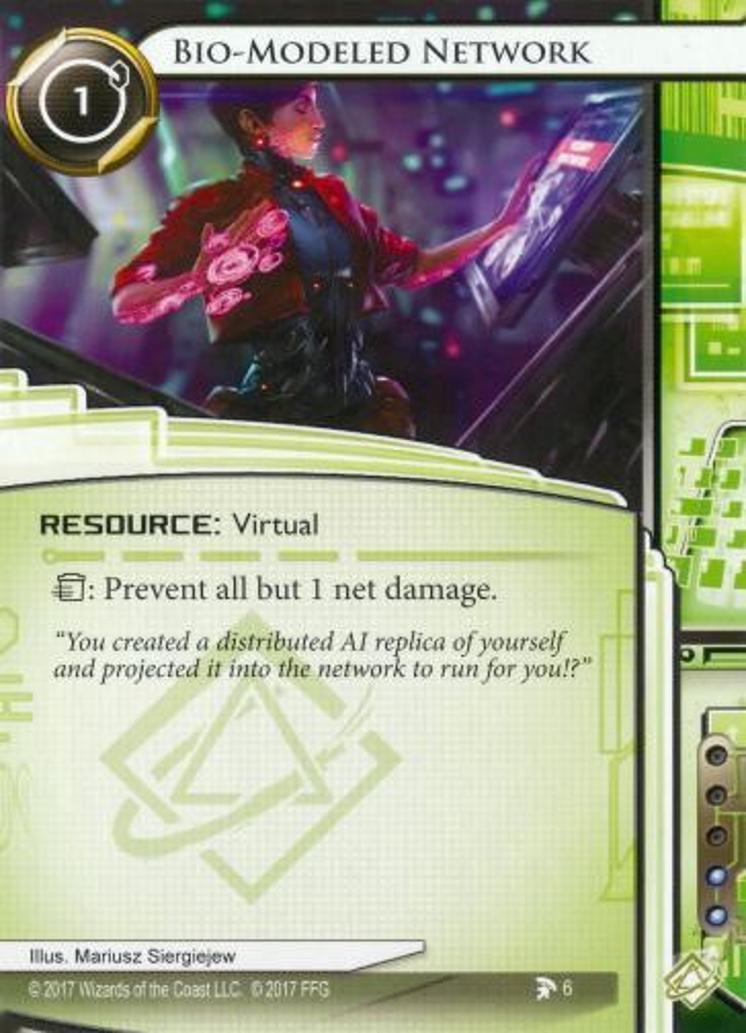 BIO-MODELED NETWORK
1
RESOURCE: Virtual
: Prevent all but 1 net damage.
“You created a distributed AI replica of yourself
and projected it into the network to run for you!?”
Illus. Mariusz Siergiejew
© 2017 Wizards of the Coast LLC. © 2017 FFG
6